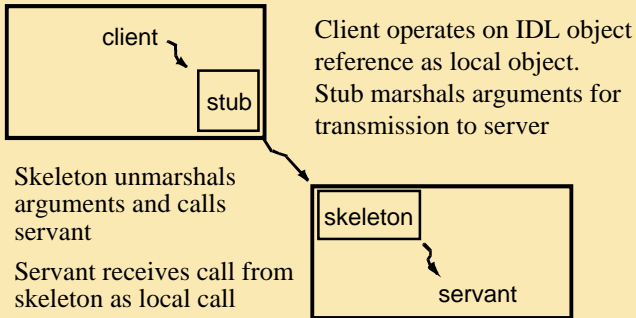 client
stub
Client operates on IDL object
reference as local object.
Stub marshals arguments for
transmission to server
Skeleton unmarshals
arguments and calls
servant
Servant receives call from
skeleton as local call
skeleton
servant